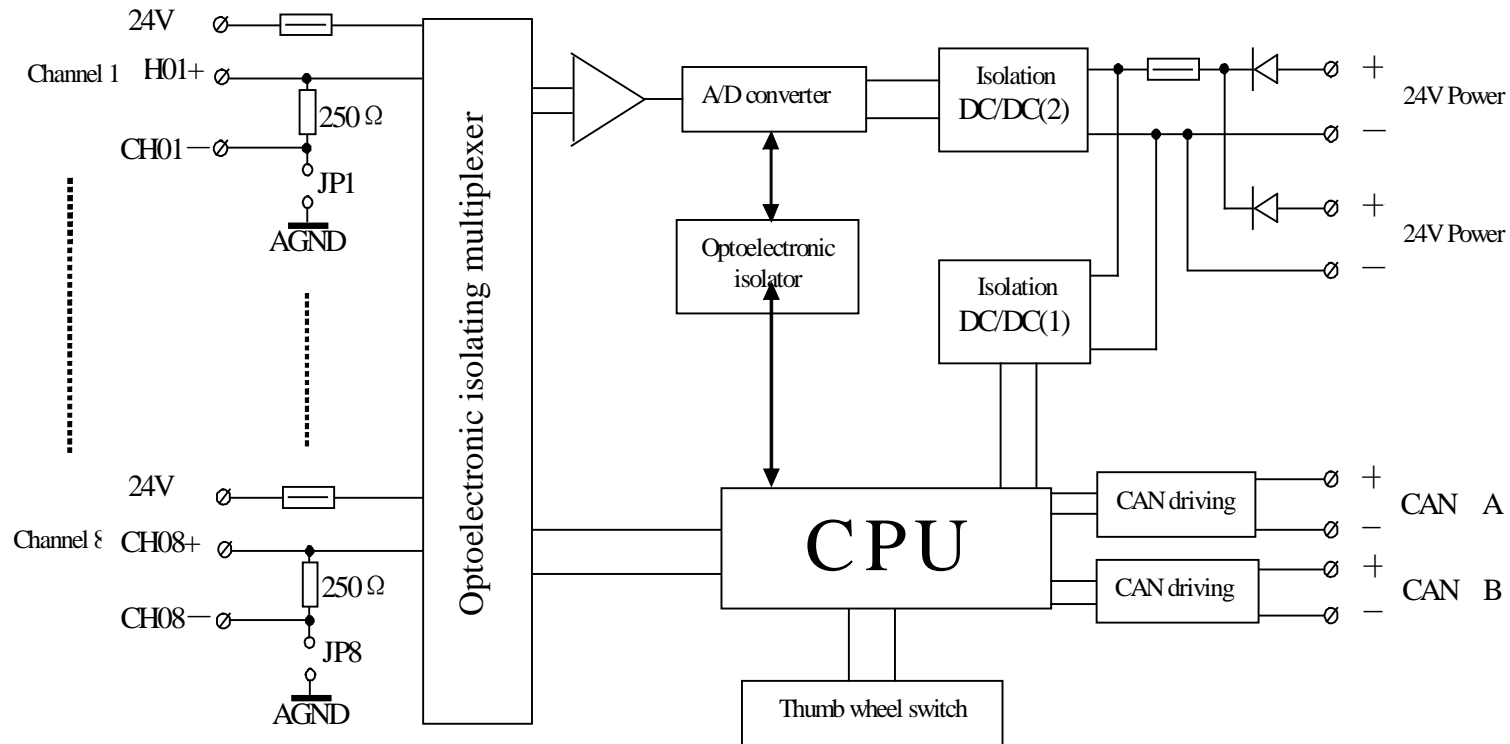 24V
Channel 1 H01+
250 Ω
CH01－
JP1
AGND
24V
Channel 8 CH08+
250 Ω
CH08－
JP8
AGND
Optoelectronic isolating multiplexer
A/D converter
Optoelectronic
isolator
Isolation
DC/DC(2)
+
24V Power
－
+
24V Power
－
Isolation
DC/DC(1)
CPU
CAN driving
+
CAN A
－
CAN driving
+
CAN B
－
Thumb wheel switch